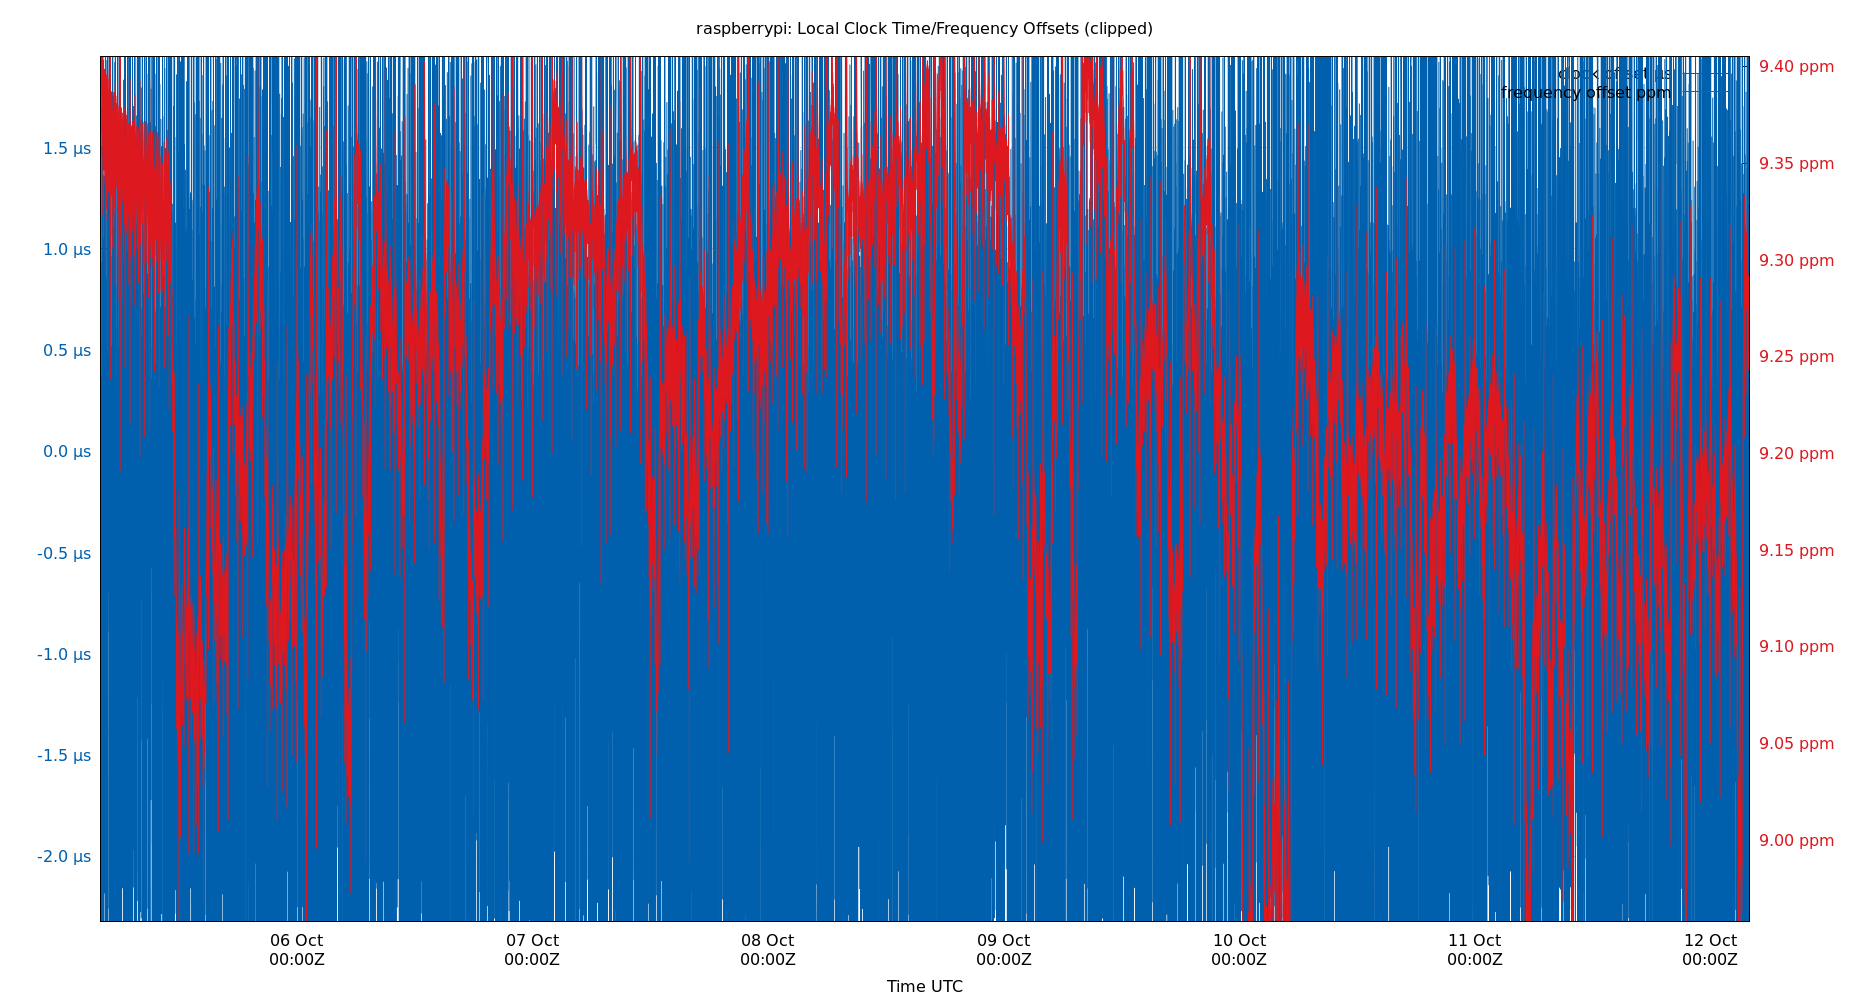 raspberrypi: Local Clock Time/Frequency Offsets (clipped)
clock offset µs
frequency offset ppm
1.5 µs
1.0 µs
0.5 µs
0.0 µs
-0.5 µs
-1.0 µs
-1.5 µs
-2.0 µs
9.40 ppm
9.35 ppm
9.30 ppm
9.25 ppm
9.20 ppm
9.15 ppm
9.10 ppm
9.05 ppm
9.00 ppm
06 Oct 07 Oct 08 Oct 09 Oct 10 Oct 11 Oct 12 Oct
00:00Z 00:00Z 00:00Z 00:00Z 00:00Z 00:00Z 00:00Z
Time UTC